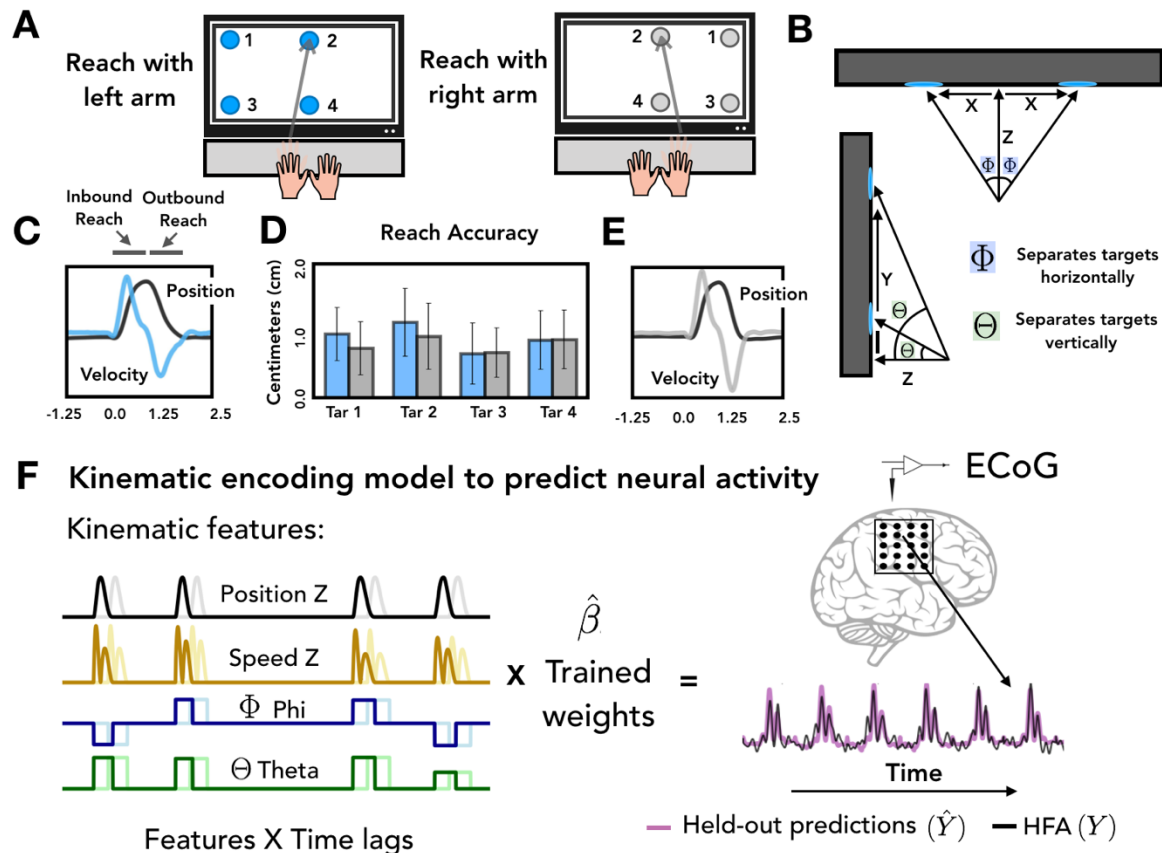 A
Reach with
left arm
1
2
3
4
Reach with
right arm
2
1
4
3
B
X
X
Z
Φ
Φ
Y
Θ
Θ
Z
Φ
Separates targets
horizontally
Θ
Separates targets
vertically
Inbound
Reach
Outbound
Reach
C
Position
Velocity
-1.25
0.0
1.25
2.5
D
Reach Accuracy
Centimeters (cm)
2.0
1.0
0.0
Tar 1
Tar 2
Tar 3
Tar 4
E
Position
Velocity
-1.25
0.0
1.25
2.5
F Kinematic encoding model to predict neural activity
Kinematic features:
Position Z
Speed Z
Φ Phi
Θ Theta
Features X Time lags
X
β̂
Trained
weights
=
ECoG
Time
Held-out predictions (Ŷ)
HFA (Y)